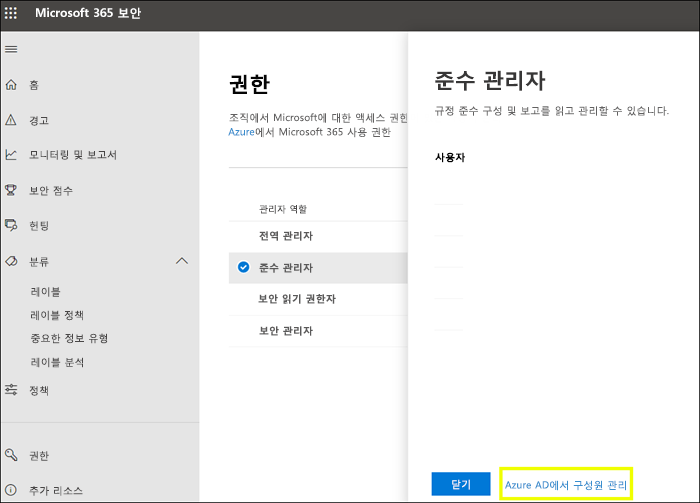 Microsoft 365 보안
홈
경고
모니터링 및 보고서
보안 점수
헌팅
분류
레이블
레이블 정책
중요한 정보 유형
레이블 분석
정책
권한
추가 리소스
권한
조직에서 Microsoft에 대한 액세스 권한
Azure에서 Microsoft 365 사용 권한
관리자 역할
전역 관리자
준수 관리자
보안 읽기 권한자
보안 관리자
준수 관리자
규정 준수 구성 및 보고를 읽고 관리할 수 있습니다.
사용자
닫기
Azure AD에서 구성원 관리